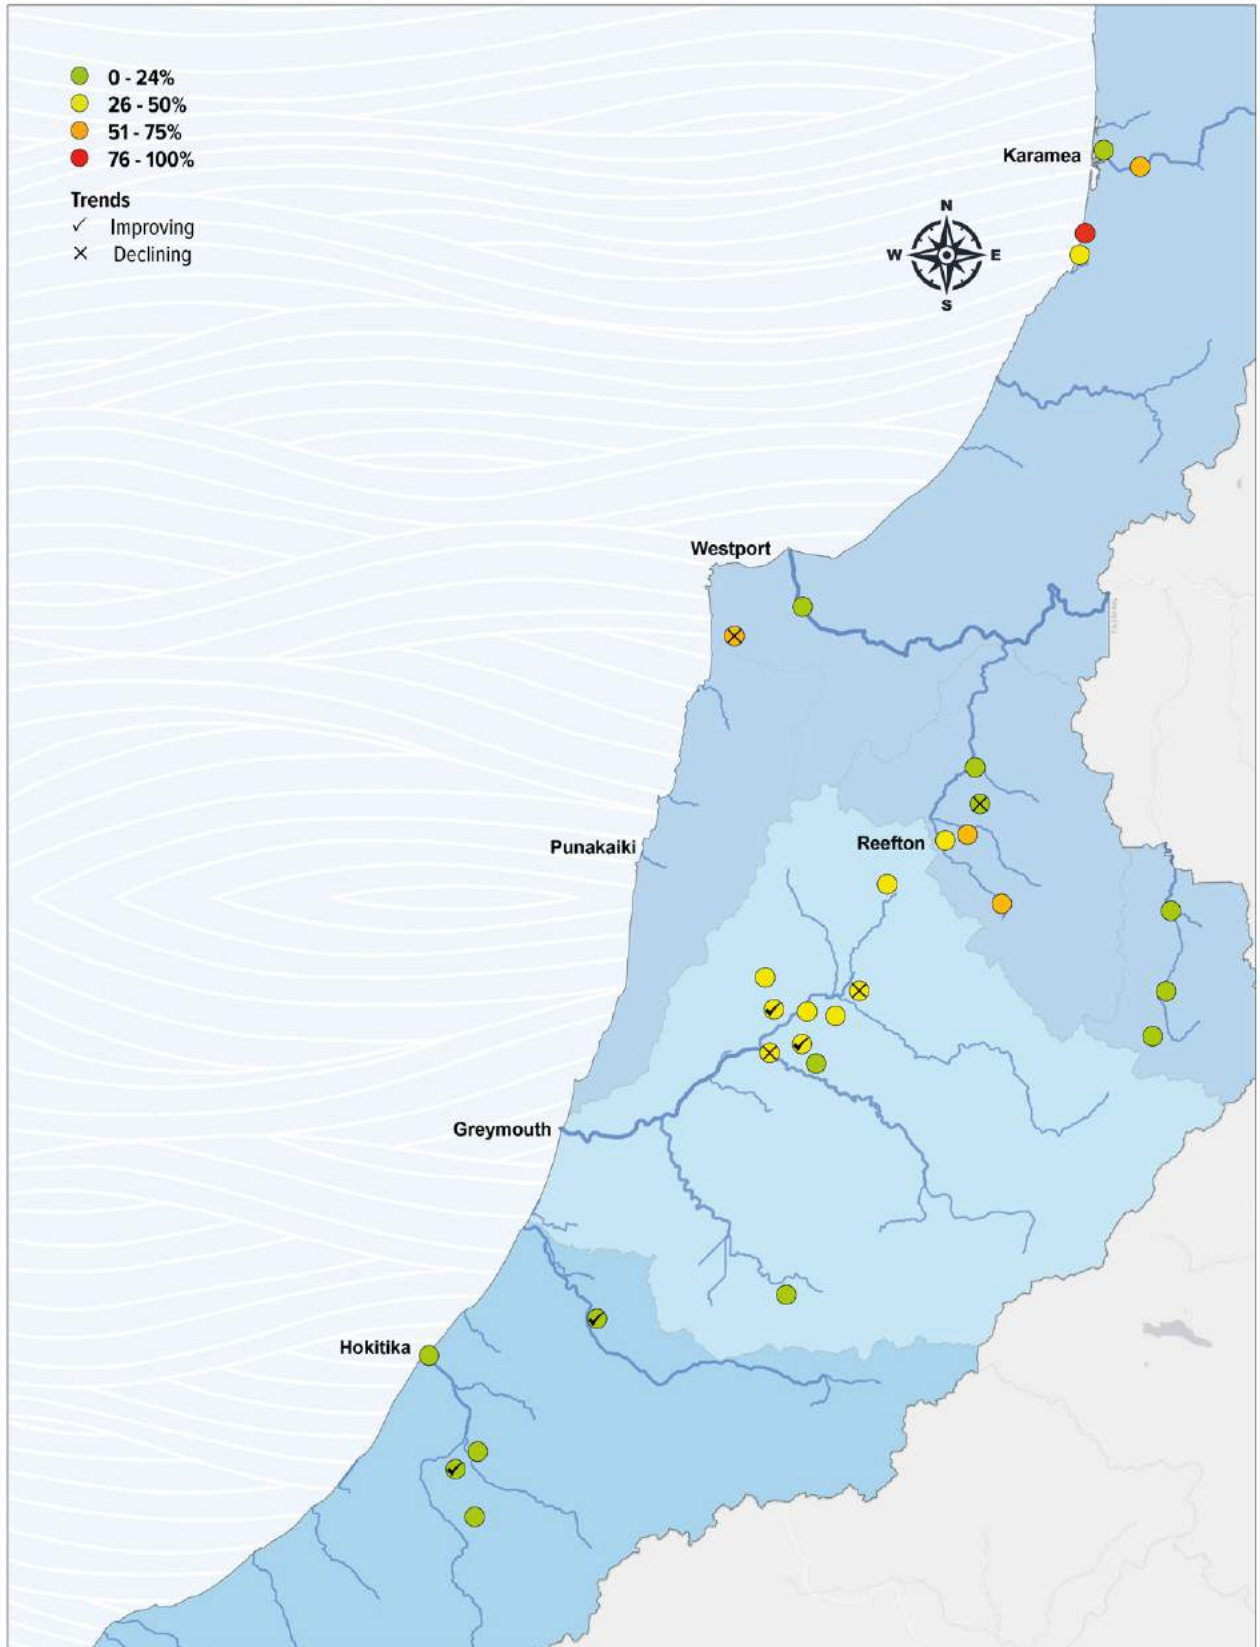 0 - 24%
26 - 50%
51 - 75%
76 - 100%
Trends
✓ Improving
× Declining
Karamea
N
W E
S
Westport
Punakaiki
Reefton
Greymouth
Hokitika